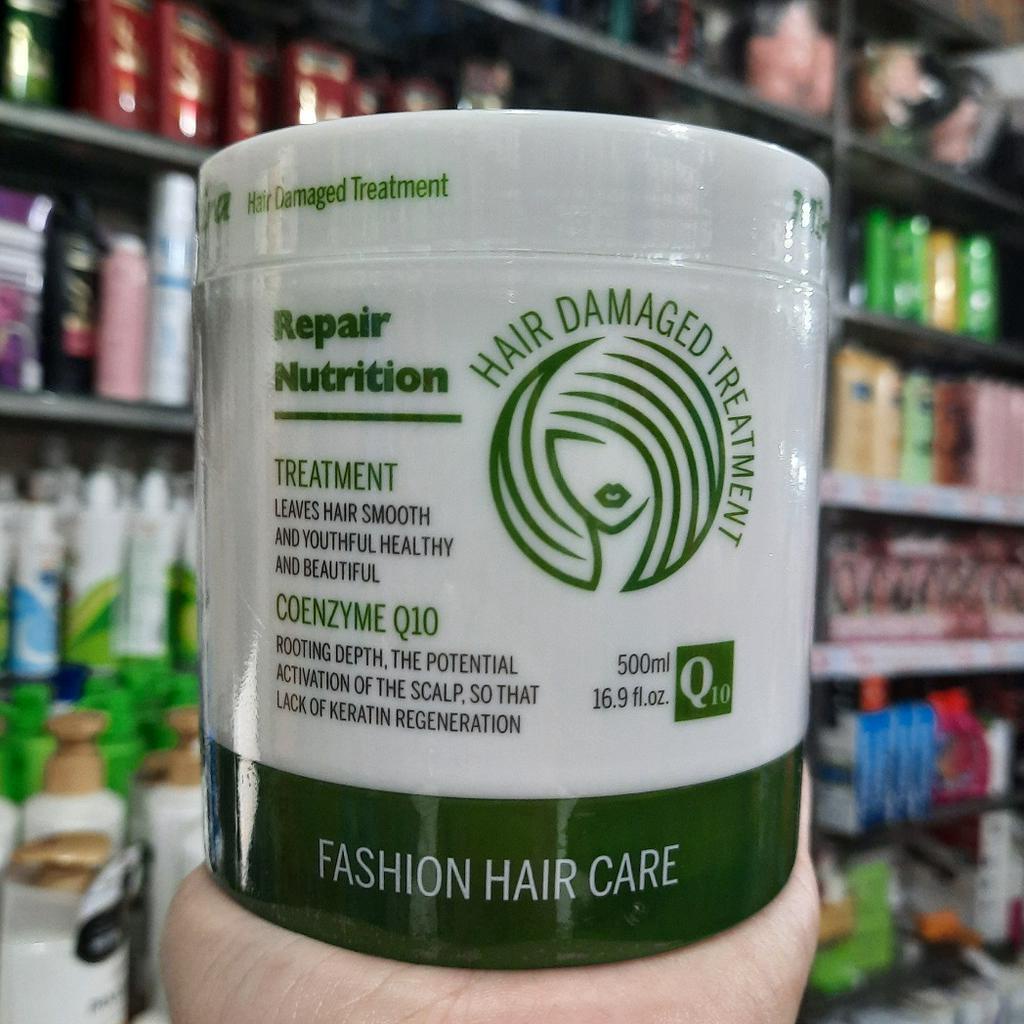 Hair Damaged Treatment
Repair
Nutrition
HAIR DAMAGED TREATMENT
TREATMENT
LEAVES HAIR SMOOTH
AND YOUTHFUL HEALTHY
AND BEAUTIFUL
COENZYME Q10
ROOTING DEPTH, THE POTENTIAL
ACTIVATION OF THE SCALP, SO THAT
LACK OF KERATIN REGENERATION
500ml
16.9 fl.oz.
Q10
FASHION HAIR CARE